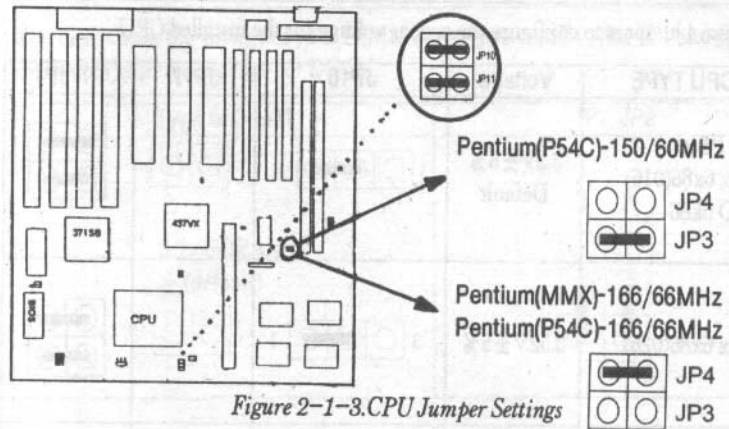 JP10
JP11
Pentium(P54C)-150/60MHz
JP4
JP3
371SB
437VX
BIOS
CPU
Pentium(MMX)-166/66MHz
Pentium(P54C)-166/66MHz
JP4
JP3
Figure 2-1-3.CPU Jumper Settings